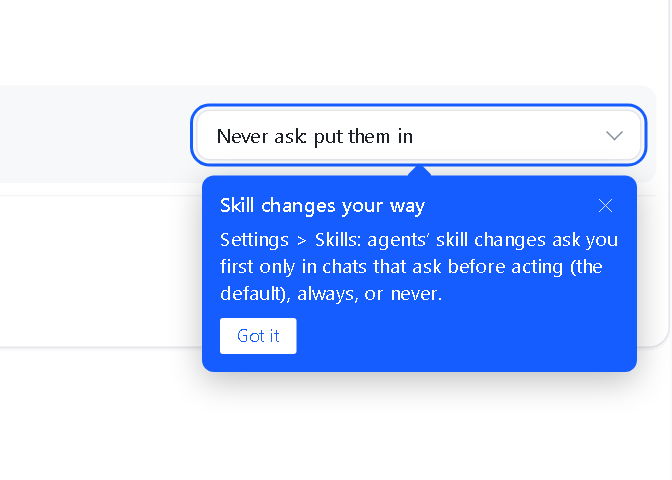 Never ask: put them in
Skill changes your way
Settings > Skills: agents’ skill changes ask you
first only in chats that ask before acting (the
default), always, or never.
Got it